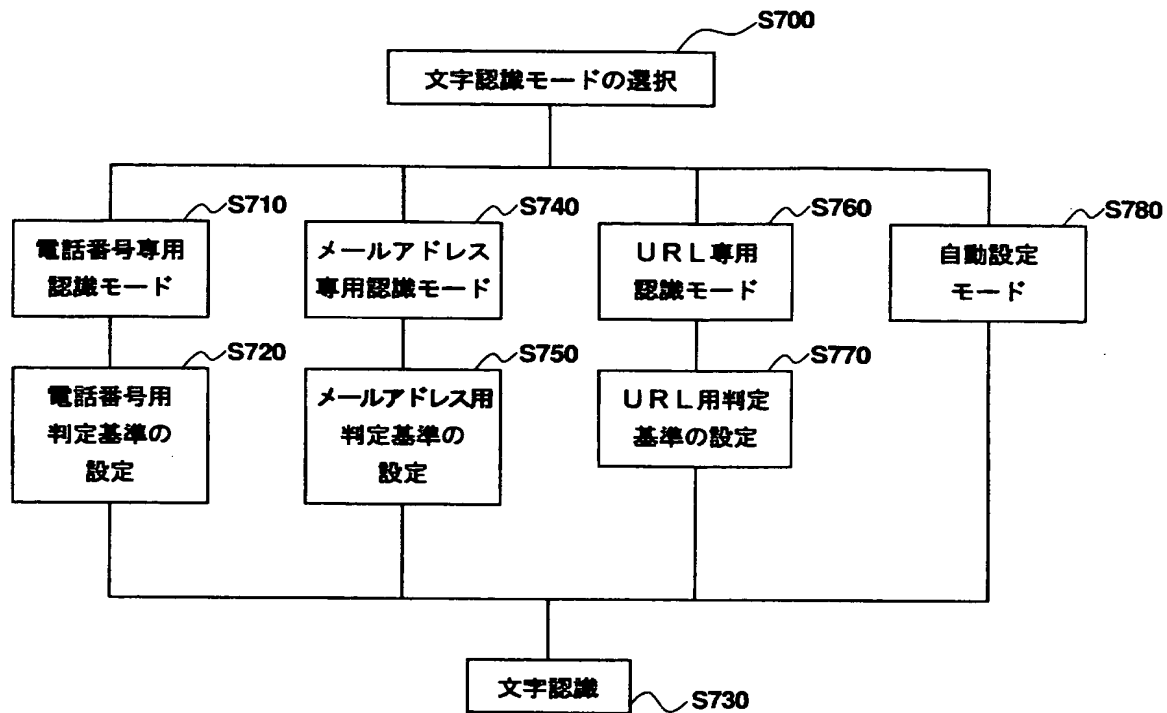 S700
文字認識モードの選択
S710
電話番号専用
認識モード
S740
メールアドレス
専用認識モード
S760
URL専用
認識モード
S780
自動設定
モード
S720
電話番号用
判定基準の
設定
S750
メールアドレス用
判定基準の
設定
S770
URL用判定
基準の設定
文字認識
S730